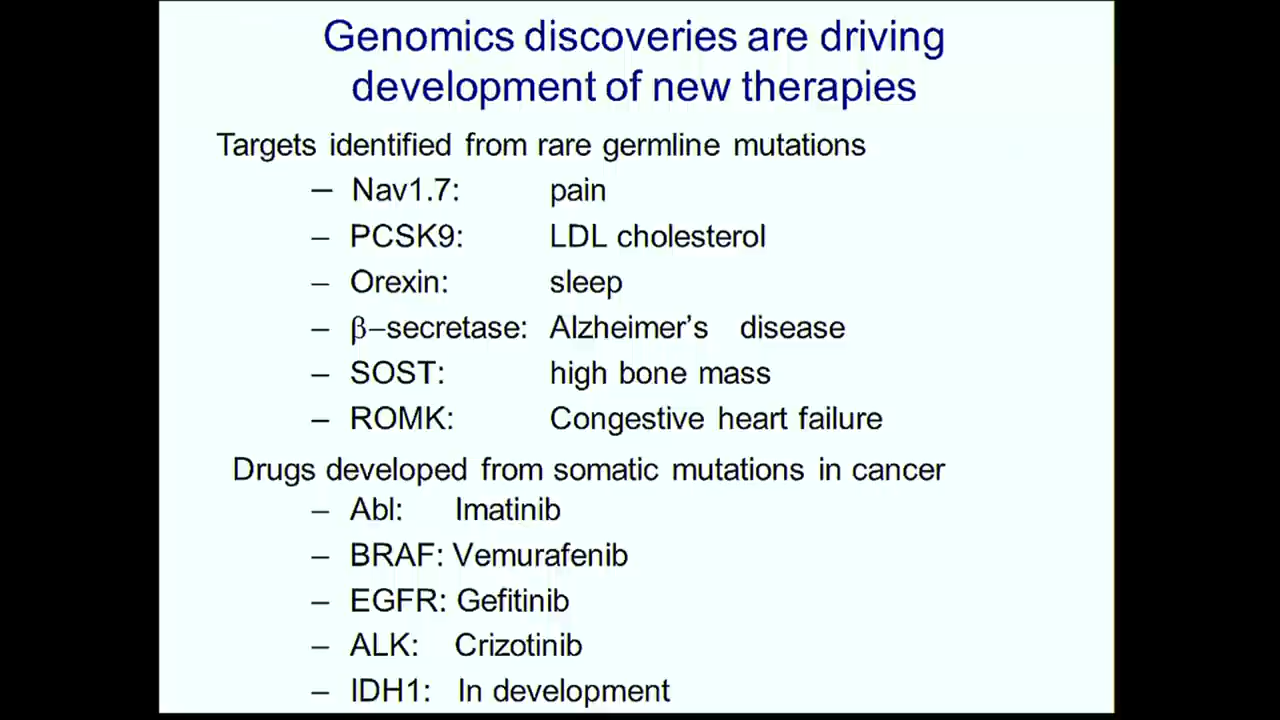 Genomics discoveries are driving
development of new therapies
Targets identified from rare germline mutations
– Nav1.7: pain
– PCSK9: LDL cholesterol
– Orexin: sleep
– β–secretase: Alzheimer’s disease
– SOST: high bone mass
– ROMK: Congestive heart failure
Drugs developed from somatic mutations in cancer
– Abl: Imatinib
– BRAF: Vemurafenib
– EGFR: Gefitinib
– ALK: Crizotinib
– IDH1: In development